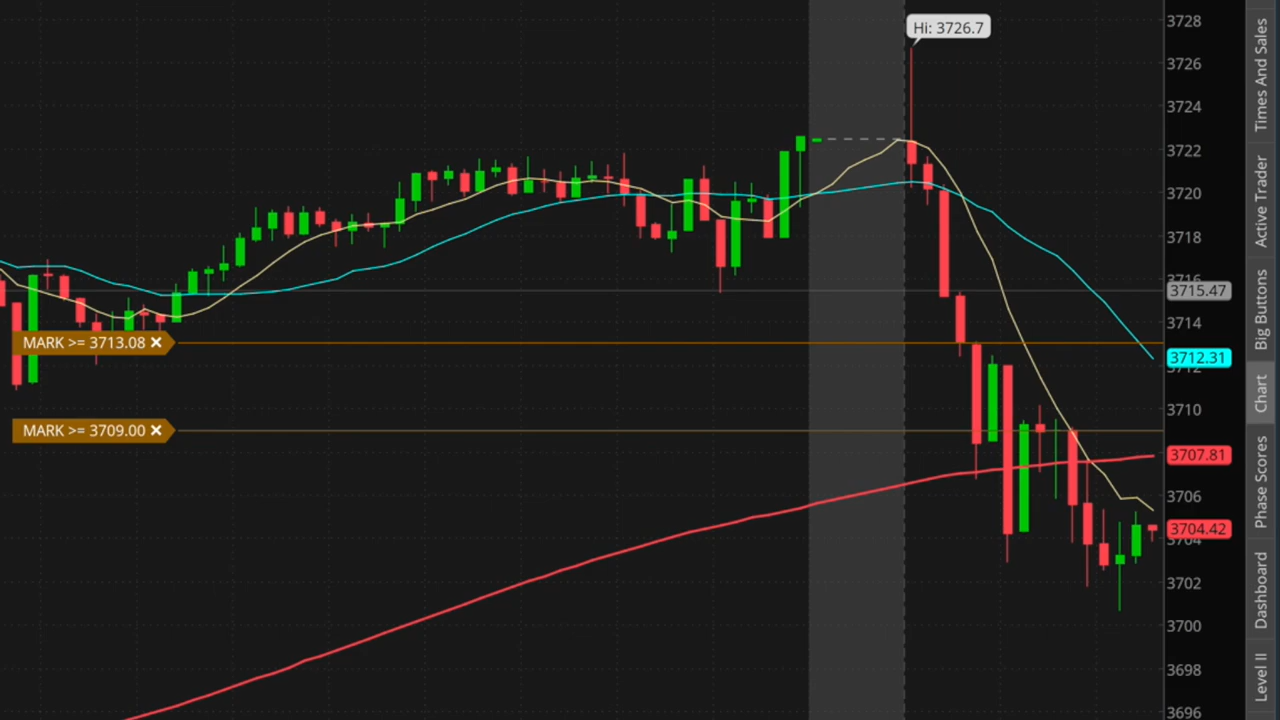 Hi: 3726.7
MARK >= 3713.08 ×
MARK >= 3709.00 ×
3728
3726
3724
3722
3720
3718
3716
3715.47
3714
3712.31
3712
3710
3707.81
3706
3704.42
3704
3702
3700
3698
3696
Times And Sales
Active Trader
Big Buttons
Chart
Phase Scores
Dashboard
Level II